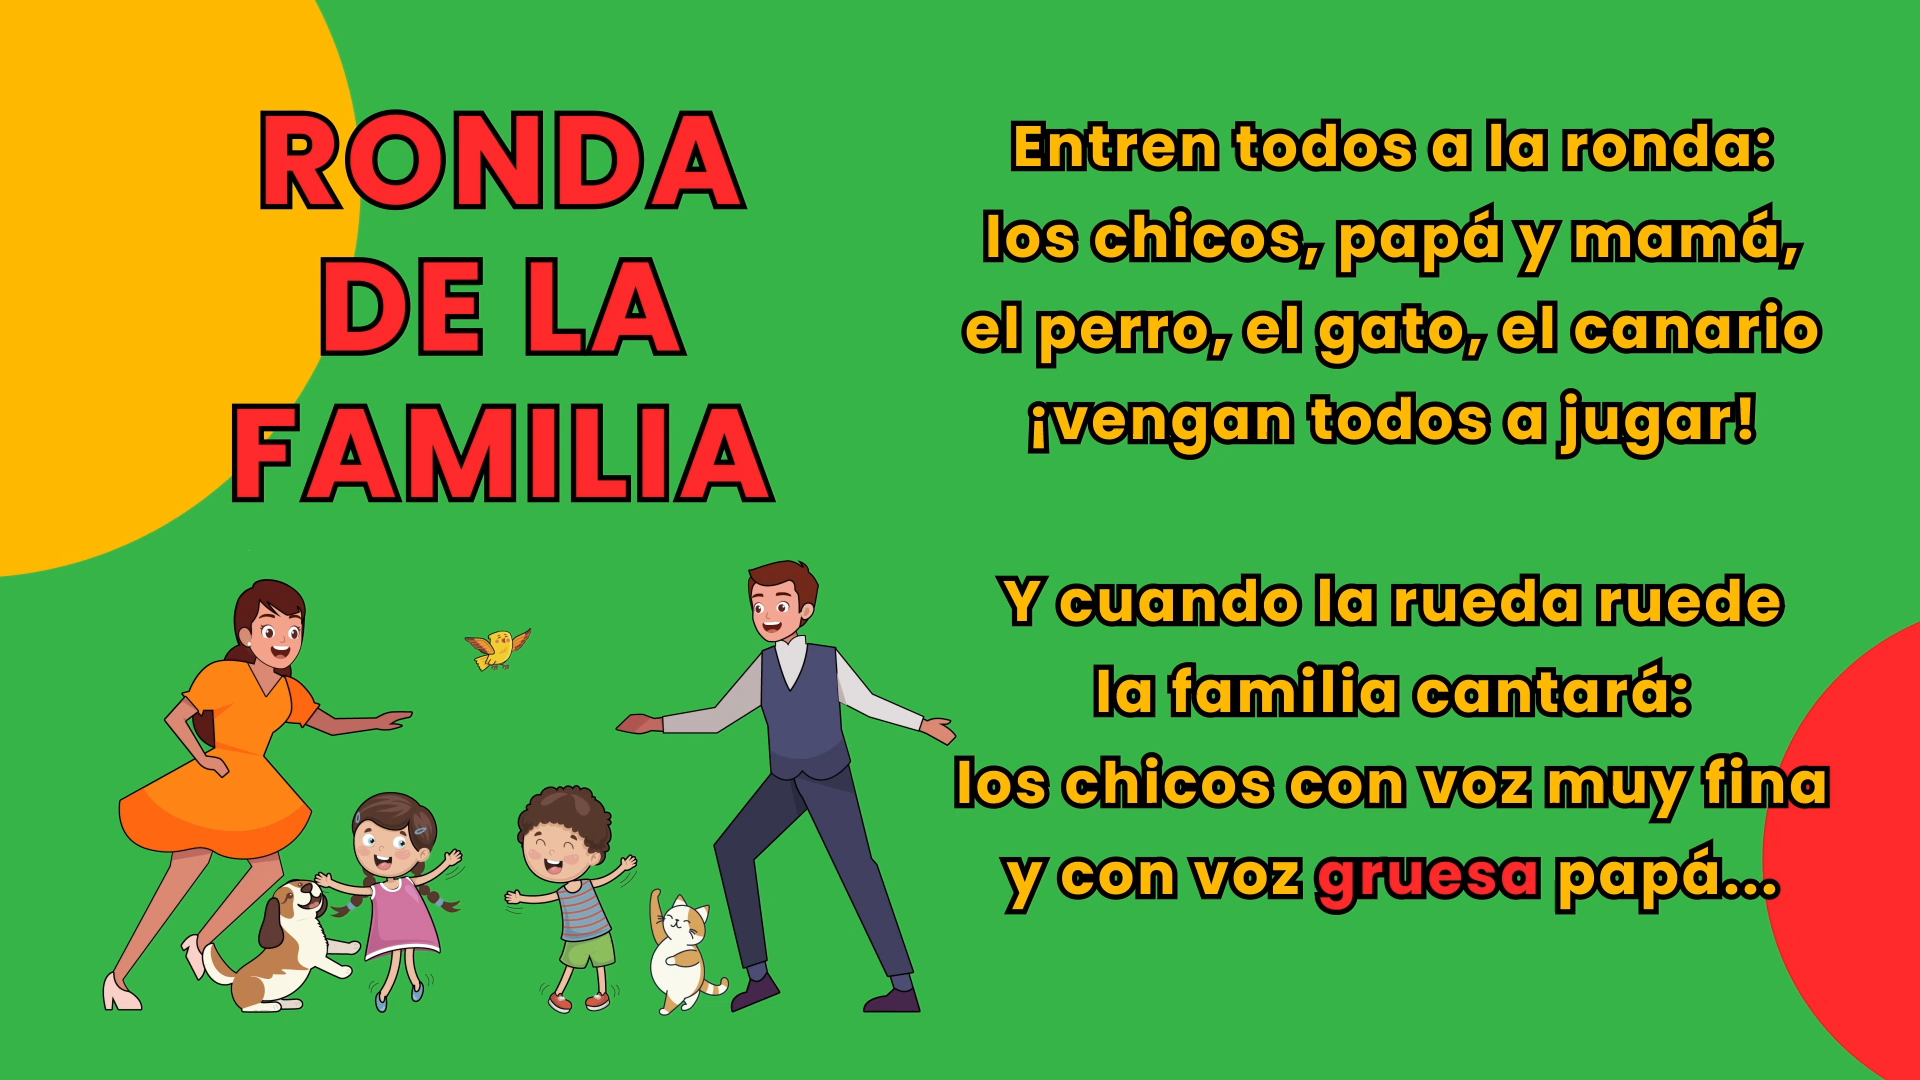 RONDA
DE LA
FAMILIA
Entren todos a la ronda:
los chicos, papá y mamá,
el perro, el gato, el canario
¡vengan todos a jugar!
Y cuando la rueda ruede
la familia cantará:
los chicos con voz muy fina
y con voz gruesa papá...